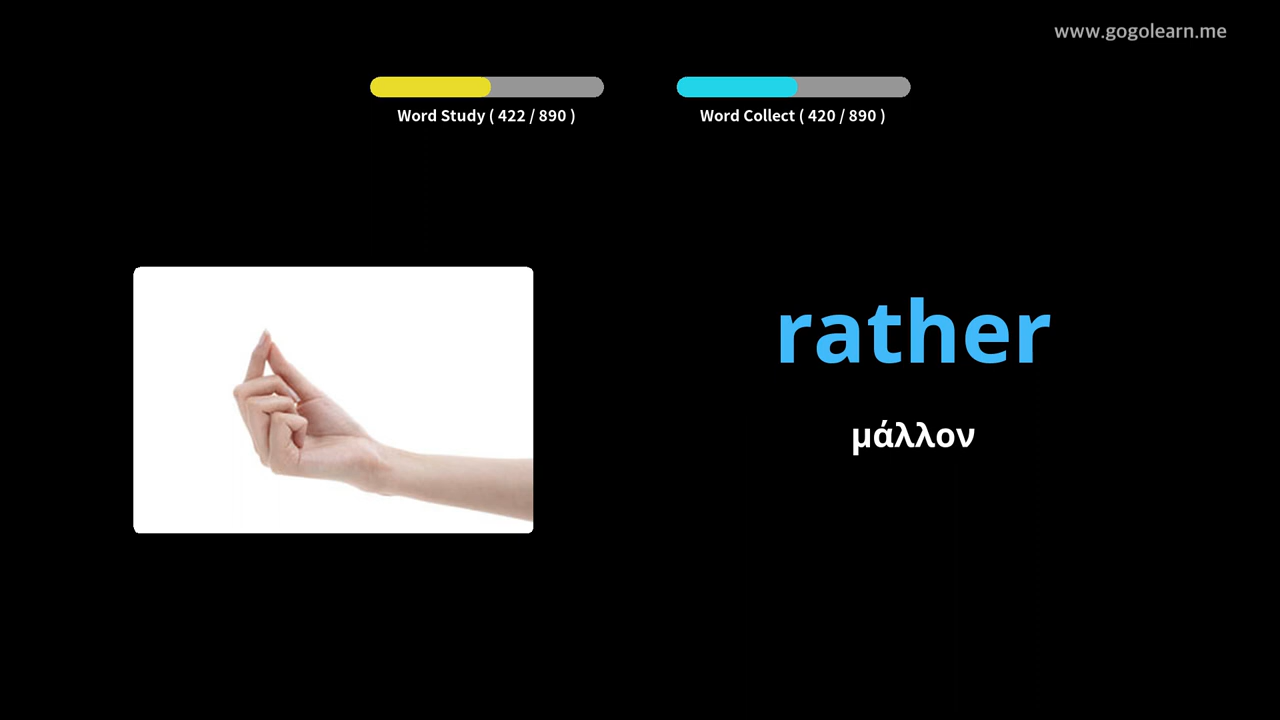 www.gogolearn.me
Word Study ( 422 / 890 )
Word Collect ( 420 / 890 )
rather
μάλλον